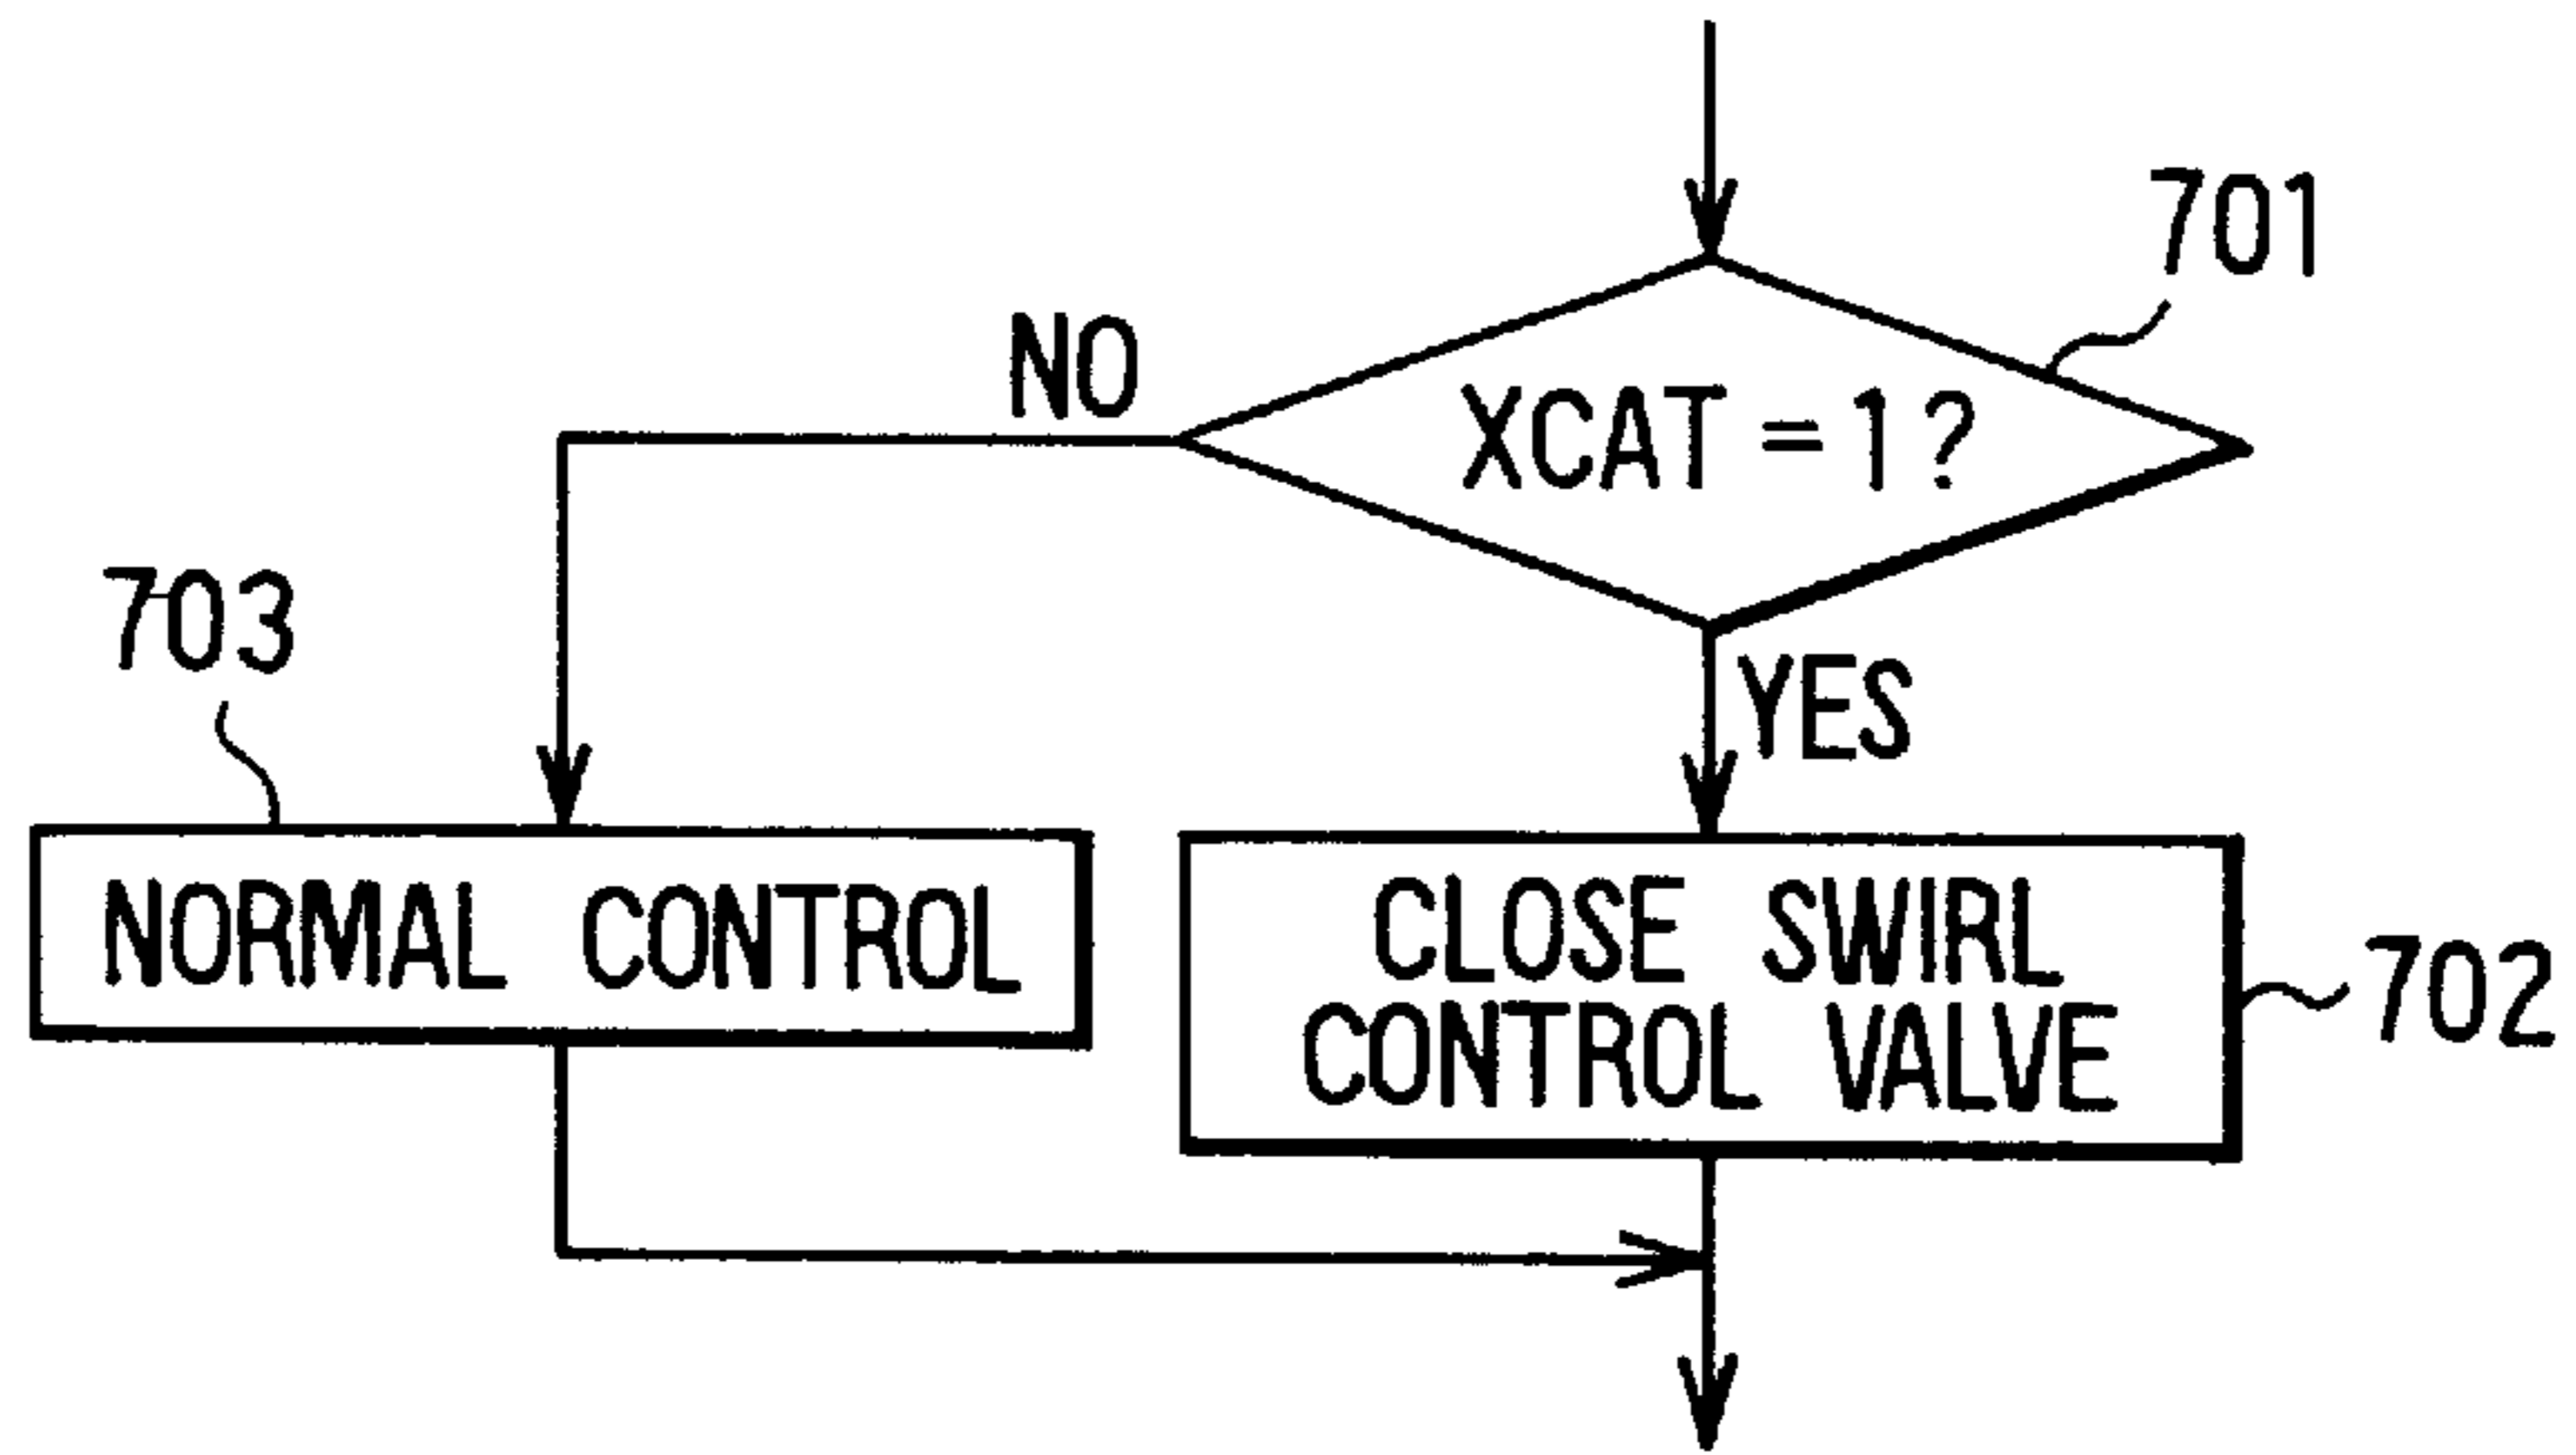 701
NO
XCAT=1?
703
YES
NORMAL CONTROL
CLOSE SWIRL
CONTROL VALVE
702